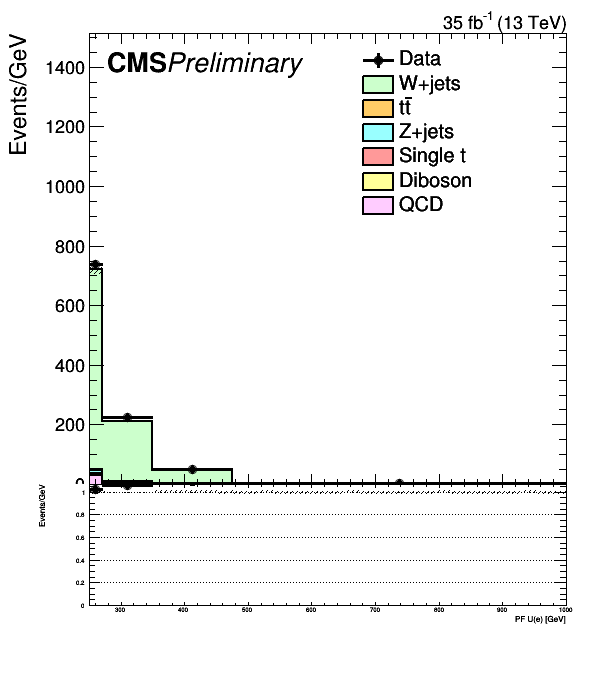 35 fb-1 (13 TeV)
Events/GeV
CMSPreliminary
Data
W+jets
tt̅
Z+jets
Single t
Diboson
QCD
1400
1200
1000
800
600
400
200
0
Events/GeV
1
0.8
0.6
0.4
0.2
0
300 400 500 600 700 800 900 1000
PF U(e) [GeV]